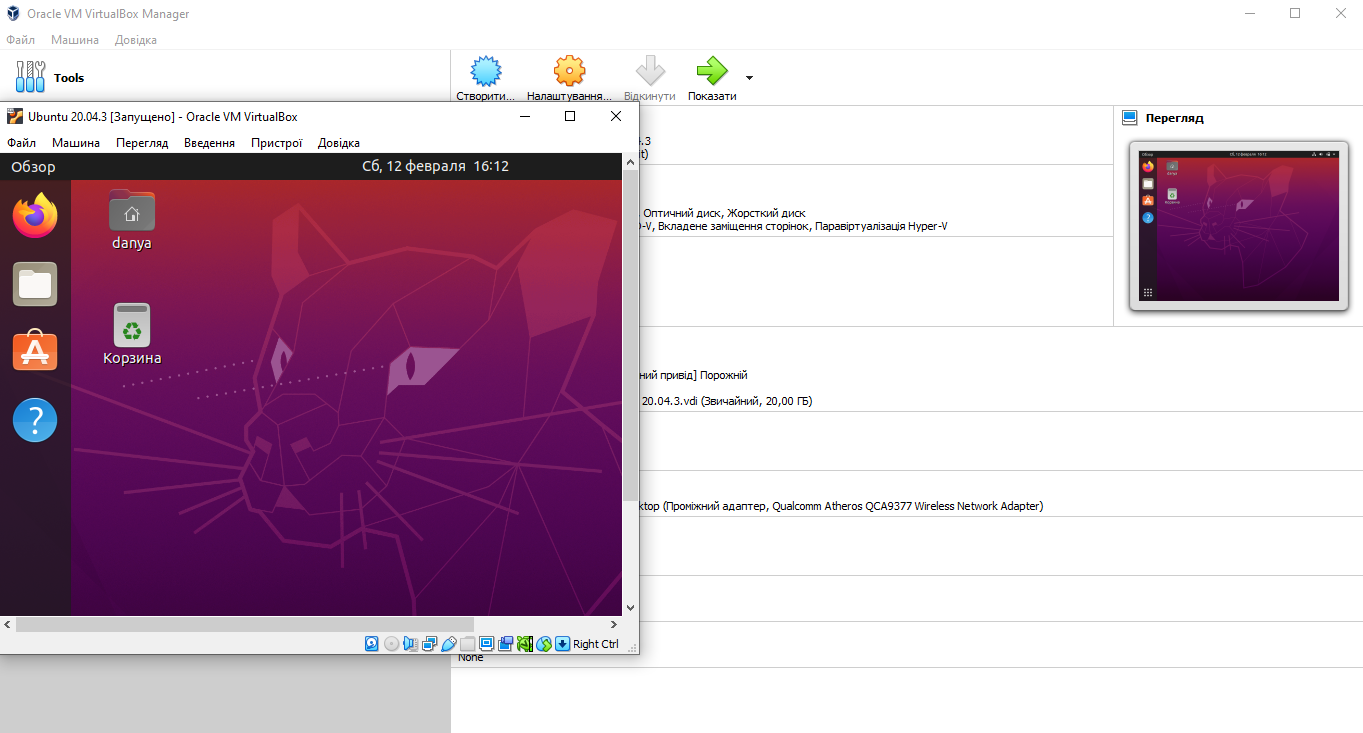 Oracle VM VirtualBox Manager
Файл Машина Довідка
Tools
Створити... Налаштування... Відкинути Показати
Ubuntu 20.04.3 [Запущено] - Oracle VM VirtualBox
Файл Машина Перегляд Введення Пристрої Довідка
Обзор Сб, 12 февраля 16:12
danya
Корзина
Right Ctrl
.3
Оптичний диск, Жорсткий диск
-V, Вкладене заміщення сторінок, Паравіртуалізація Hyper-V
ний привід] Порожній
20.04.3.vdi (Звичайний, 20,00 ГБ)
ktop (Проміжний адаптер, Qualcomm Atheros QCA9377 Wireless Network Adapter)
None
Перегляд